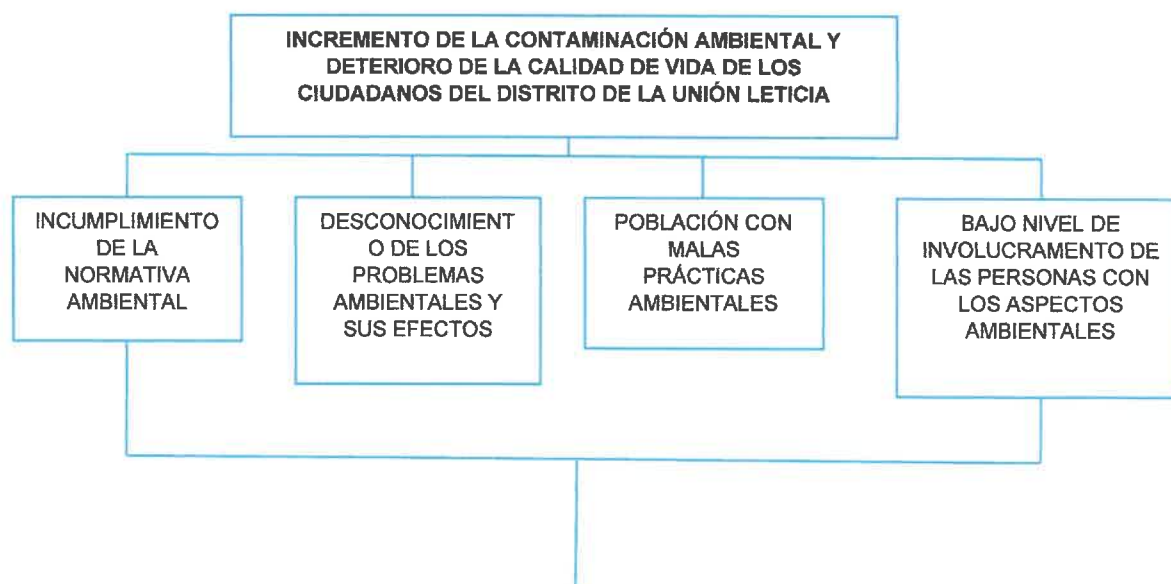 INCREMENTO DE LA CONTAMINACIÓN AMBIENTAL Y
DETERIORO DE LA CALIDAD DE VIDA DE LOS
CIUDADANOS DEL DISTRITO DE LA UNIÓN LETICIA
INCUMPLIMIENTO
DE LA
NORMATIVA
AMBIENTAL
DESCONOCIMIENT
O DE LOS
PROBLEMAS
AMBIENTALES Y
SUS EFECTOS
POBLACIÓN CON
MALAS
PRÁCTICAS
AMBIENTALES
BAJO NIVEL DE
INVOLUCRAMENTO DE
LAS PERSONAS CON
LOS ASPECTOS
AMBIENTALES